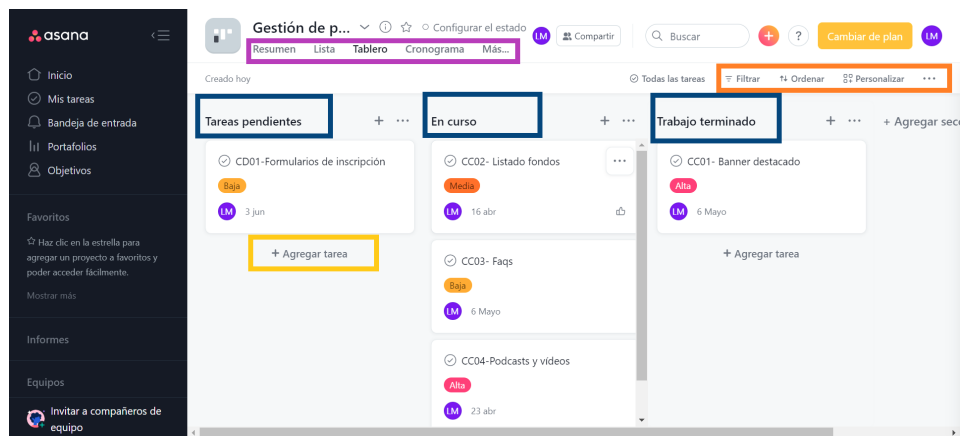 asana
Inicio
Mis tareas
Bandeja de entrada
Portafolios
Objetivos
Favoritos
Haz clic en la estrella para
agregar un proyecto a favoritos y
poder acceder fácilmente.
Mostrar más
Informes
Equipos
Invitar a compañeros de
equipo
Gestión de p...
Configurar el estado
LM
Compartir
Buscar
Cambiar de plan
LM
Resumen Lista Tablero Cronograma Más...
Creado hoy
Todas las tareas
Filtrar
Ordenar
Personalizar
Tareas pendientes
CD01-Formularios de inscripción
Baja
LM 3 jun
+ Agregar tarea
En curso
CC02- Listado fondos
Media
LM 16 abr
CC03- Faqs
Baja
LM 6 Mayo
CC04-Podcasts y vídeos
Alta
LM 23 abr
Trabajo terminado
CC01- Banner destacado
Alta
LM 6 Mayo
+ Agregar tarea
+ Agregar secc